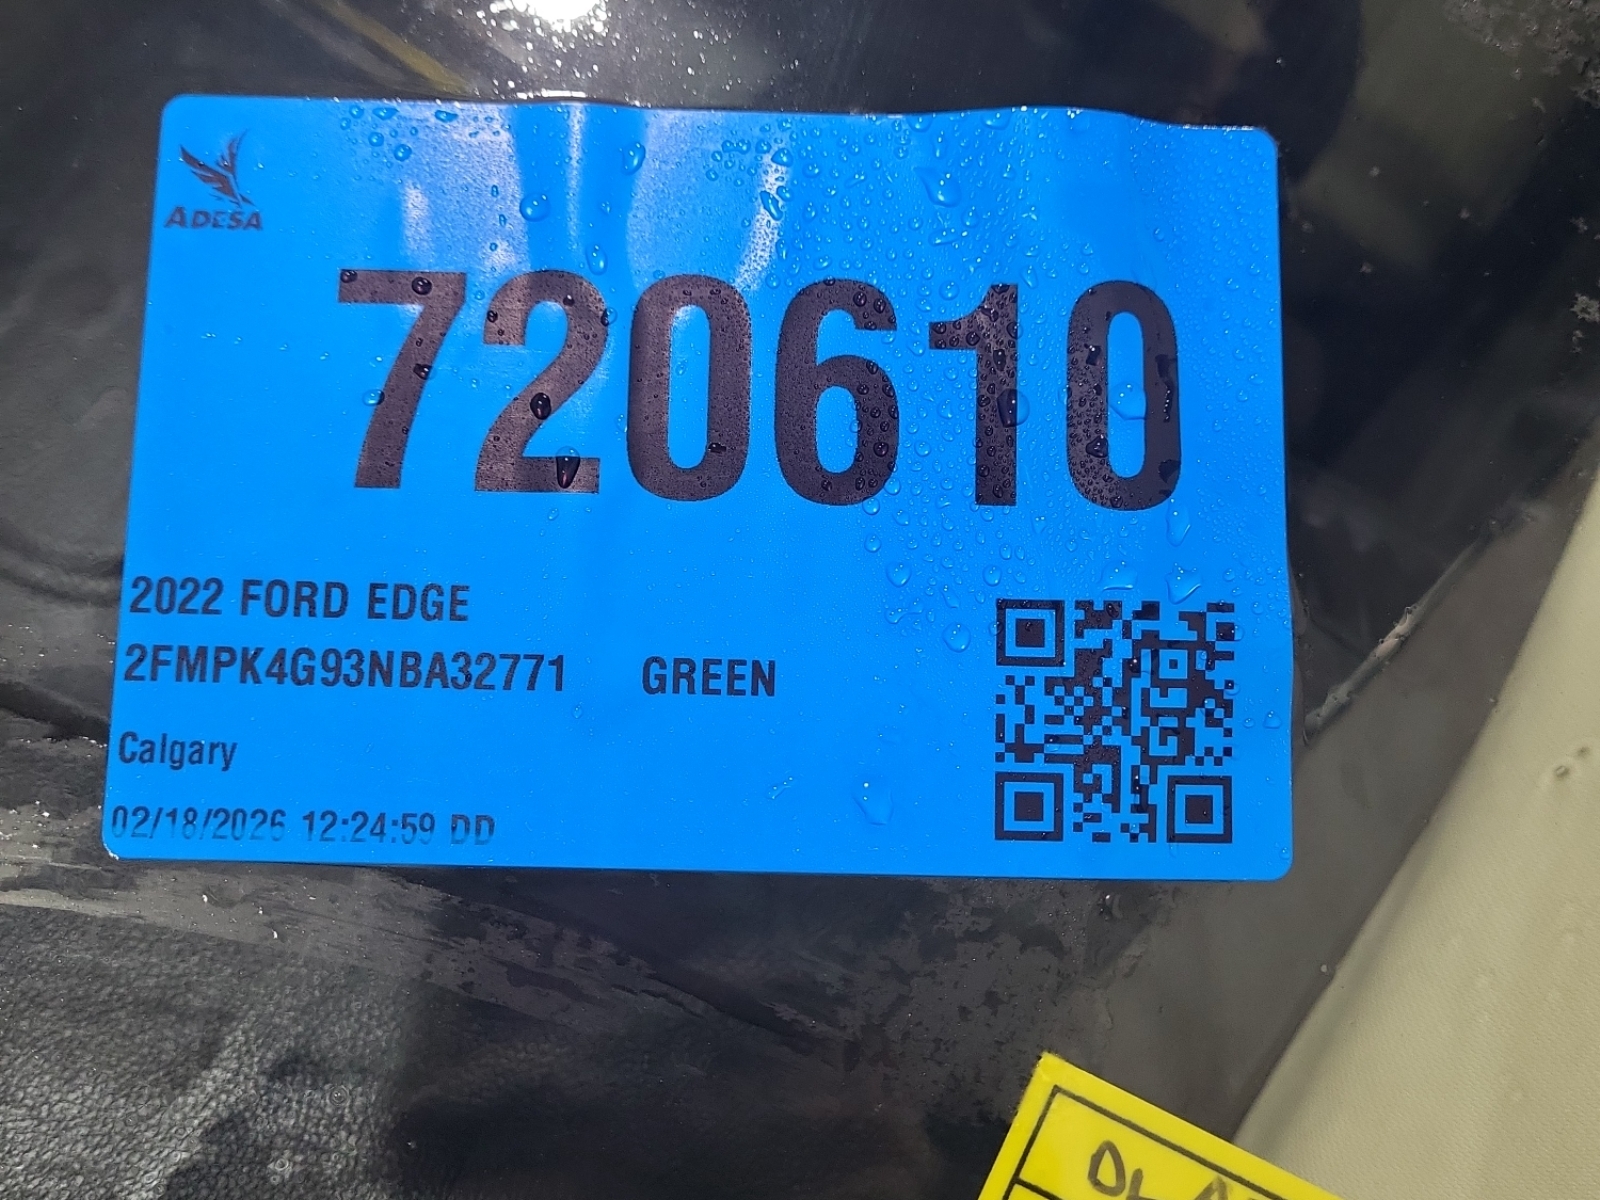 ADESA
720610
2022 FORD EDGE
2FMPK4G93NBA32771 GREEN
Calgary
02/18/2026 12:24:59 DD